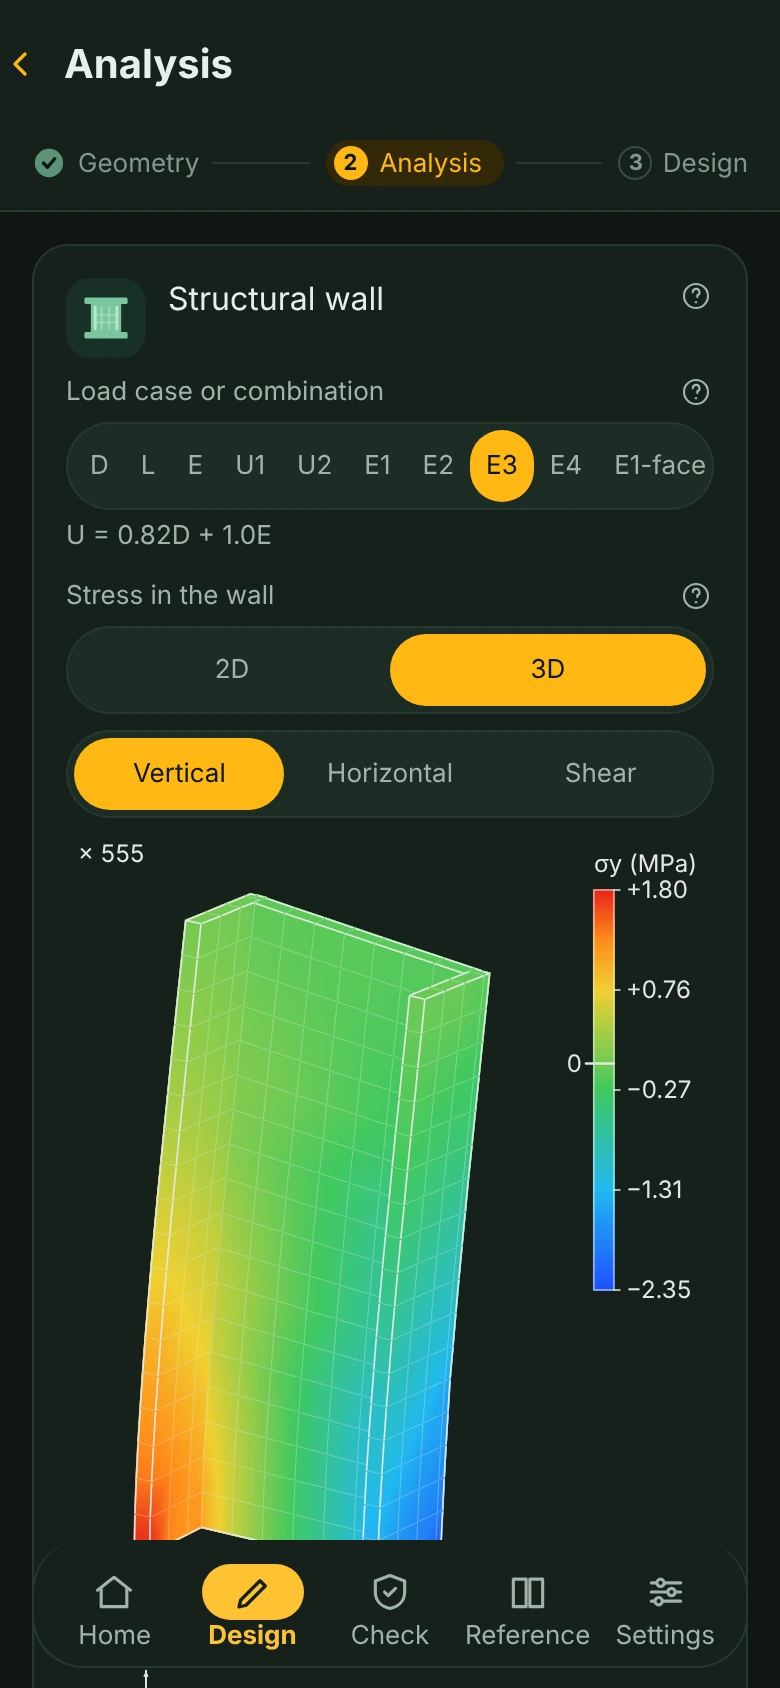 Analysis
Geometry
2 Analysis
3 Design
Structural wall
Load case or combination
D L E U1 U2 E1 E2 E3 E4 E1-face
U = 0.82D + 1.0E
Stress in the wall
2D 3D
Vertical Horizontal Shear
× 555
σy (MPa)
+1.80
+0.76
0
−0.27
−1.31
−2.35
Home Design Check Reference Settings